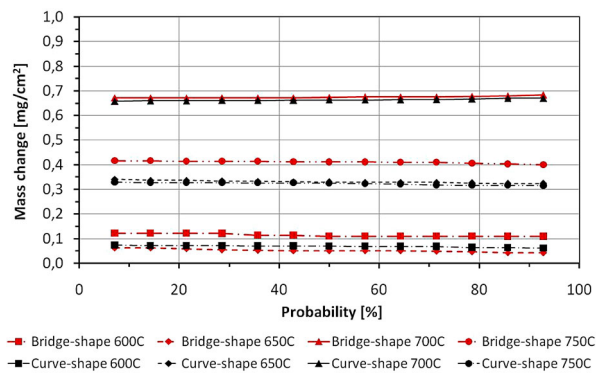 Mass change [mg/cm²]
1,0
0,9
0,8
0,7
0,6
0,5
0,4
0,3
0,2
0,1
0,0
0 20 40 60 80 100
Probability [%]
Bridge-shape 600C Bridge-shape 650C Bridge-shape 700C Bridge-shape 750C
Curve-shape 600C Curve-shape 650C Curve-shape 700C Curve-shape 750C